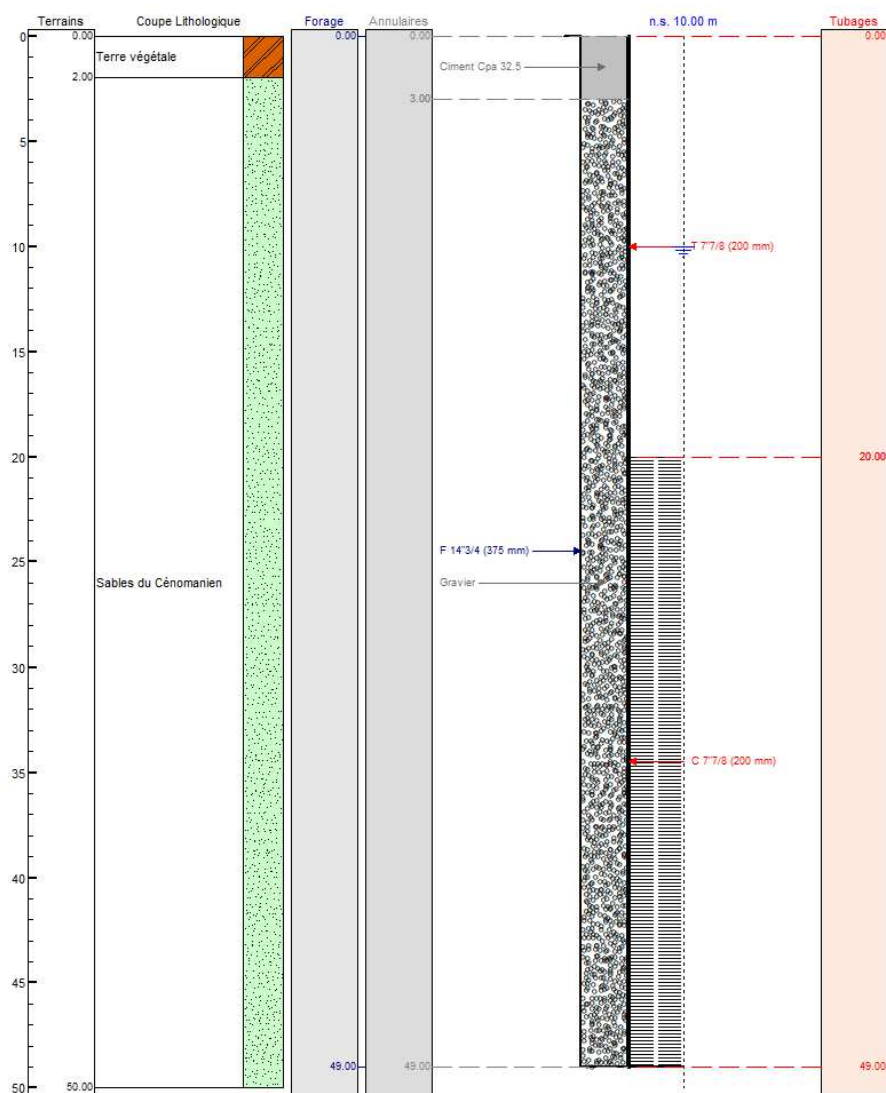 Terrains Coupe Lithologique Forage Annulaires n.s. 10.00 m Tubages
0 0.00 0.00 0.00 0.00
Terre végétale
Ciment Cpa 32.5
2.00
3.00
5
10 T 7"7/8 (200 mm)
15
20 20.00
F 14"3/4 (375 mm)
25
Sables du Cénomanien Gravier
30
C 7"7/8 (200 mm)
35
40
45
49.00 49.00 49.00
50 50.00